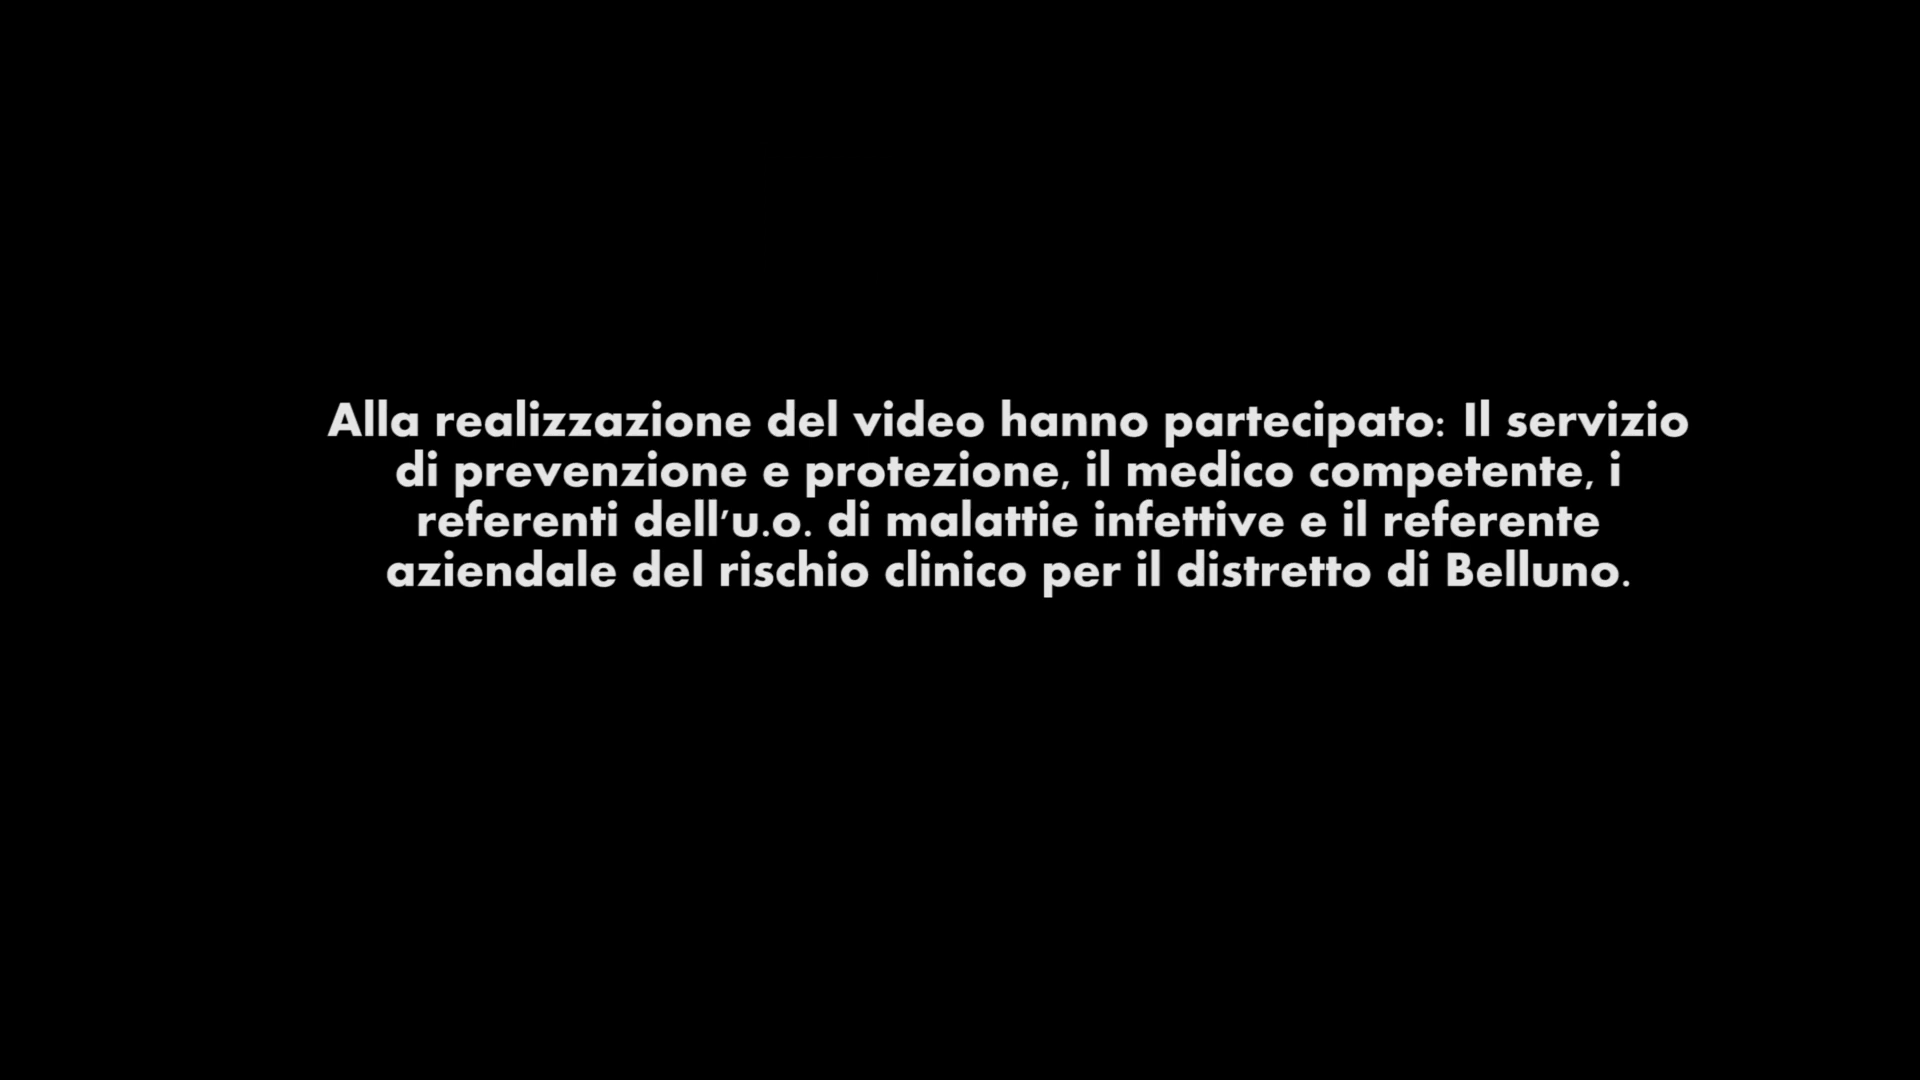 Alla realizzazione del video hanno partecipato: Il servizio
di prevenzione e protezione, il medico competente, i
referenti dell'u.o. di malattie infettive e il referente
aziendale del rischio clinico per il distretto di Belluno.